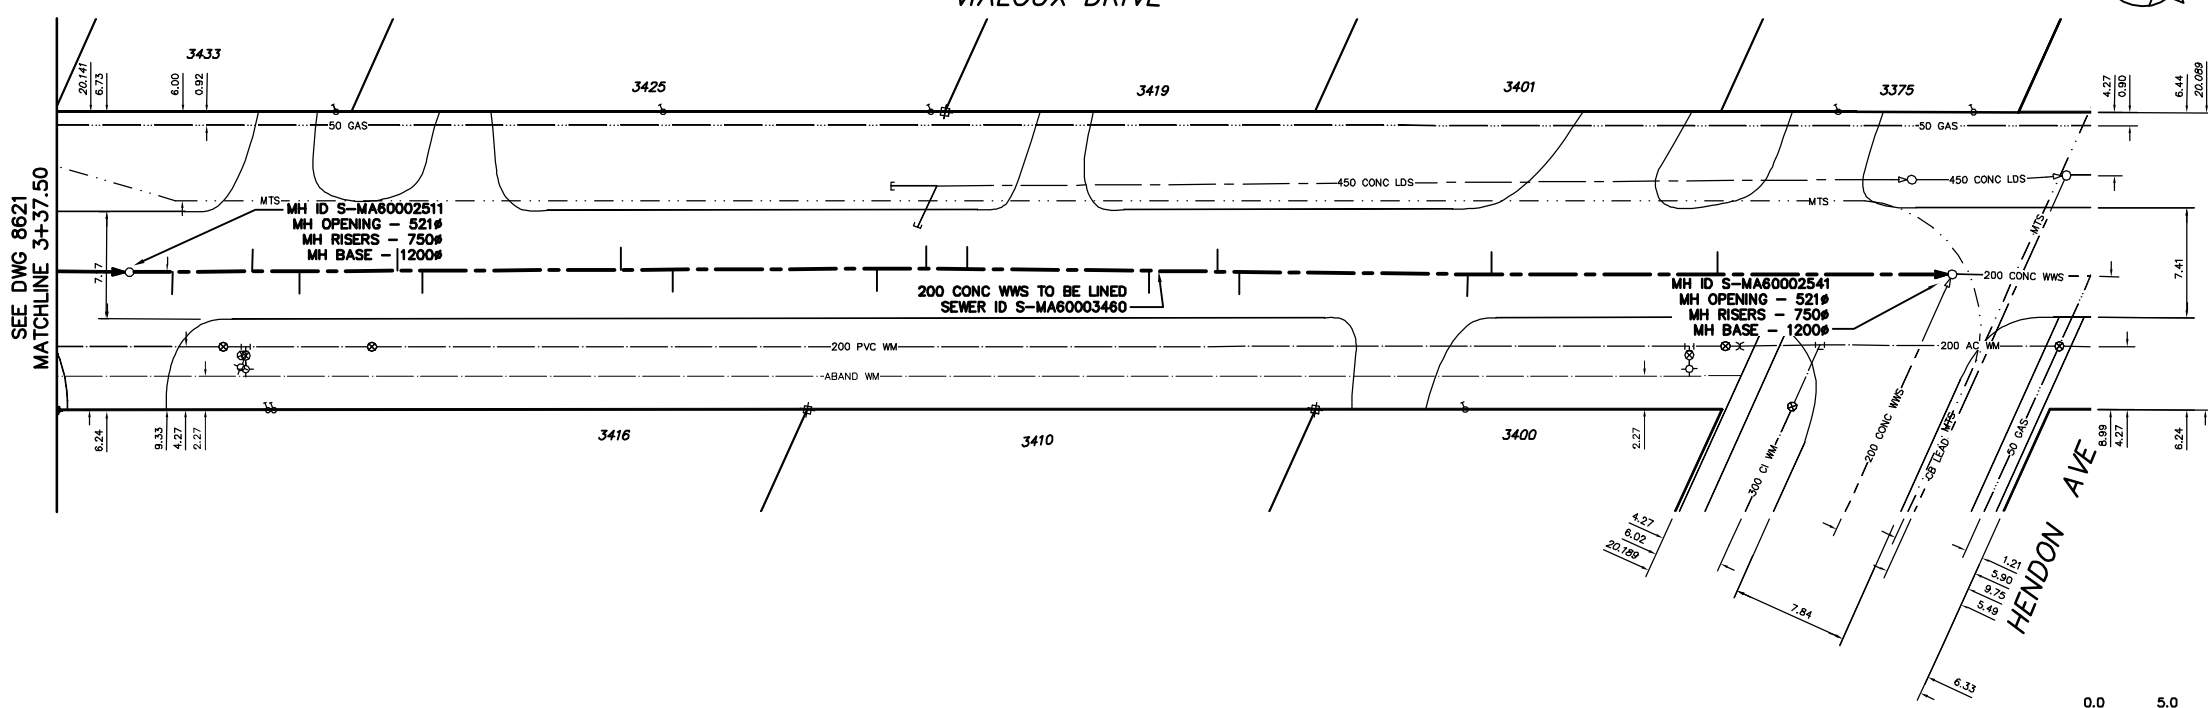 VIALOUX DRIVE
3433
3425
3419
3401
3375
20.141
6.73
6.00
0.92
4.27
0.90
6.44
20.089
50 GAS
50 GAS
450 CONC LDS
450 CONC LDS
MTS
MTS
MTS
SEE DWG 8621
MATCHLINE 3+37.50
MH ID S-MA60002511
MH OPENING - 521ø
MH RISERS - 750ø
MH BASE - 1200ø
7.41
200 CONC WWS TO BE LINED
SEWER ID S-MA60003460
MH ID S-MA60002541
MH OPENING - 521ø
MH RISERS - 750ø
MH BASE - 1200ø
200 CONC WWS
200 PVC WM
200 AC WM
ABAND WM
6.24
9.33
4.27
2.27
3416
3410
3400
2.27
300 CI WM
200 CONC WWS
CB LEAD
MTS
50 GAS
8.99
4.27
6.24
4.27
6.02
20.189
7.84
1.21
5.90
9.75
5.49
6.33
HENDON AVE
0.0 5.0